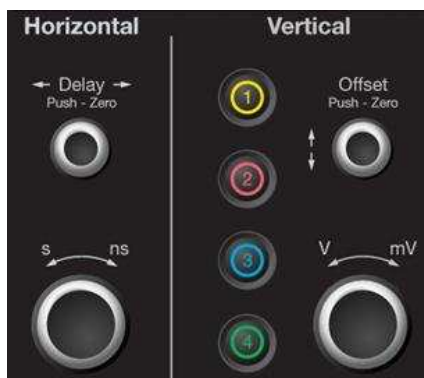 Horizontal
Vertical
Delay
Push - Zero
Offset
Push - Zero
1
2
3
4
s
ns
V
mV